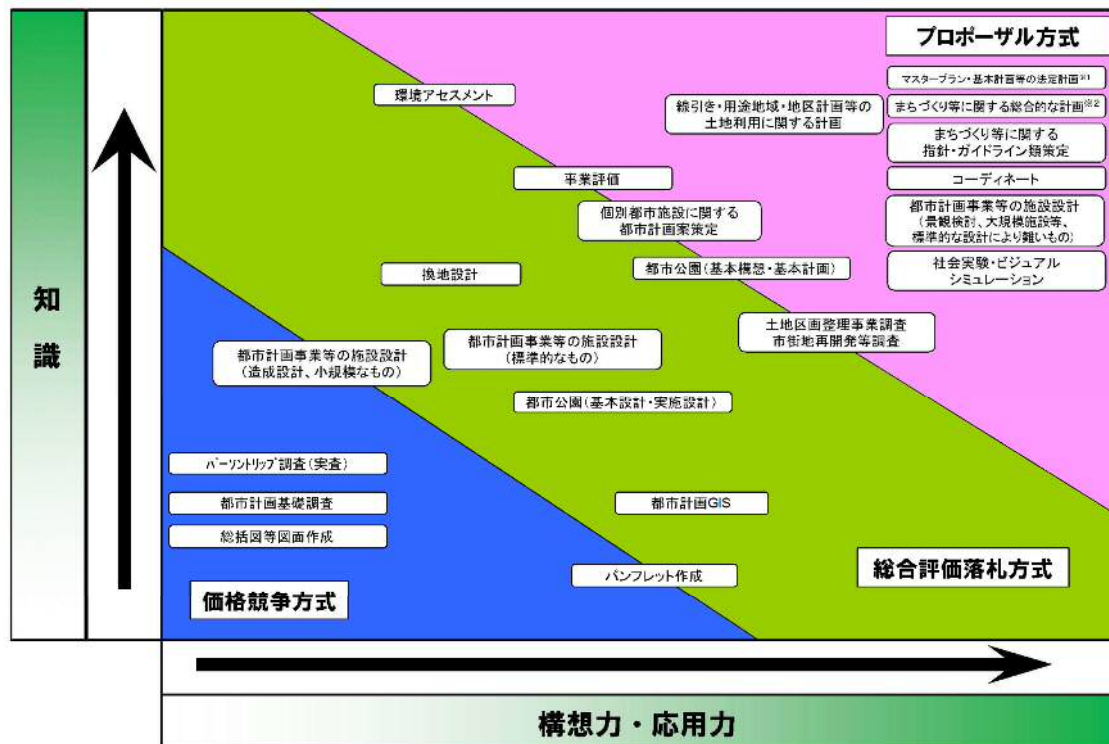 プロポーザル方式
マスタープラン・基本計画等の法定計画※1
環境アセスメント
線引き・用途地域・地区計画等の
土地利用に関する計画
まちづくり等に関する総合的な計画※2
まちづくり等に関する
指針・ガイドライン類策定
事業評価
コーディネート
個別都市施設に関する
都市計画案策定
都市計画事業等の施設設計
(景観検討、大規模施設等、
標準的な設計により難いもの)
換地設計
都市公園(基本構想・基本計画)
社会実験・ビジュアル
シミュレーション
知
識
土地区画整理事業調査
市街地再開発等調査
都市計画事業等の施設設計
(造成設計、小規模なもの)
都市計画事業等の施設設計
(標準的なもの)
都市公園(基本設計・実施設計)
パーソントリップ調査(実査)
都市計画基礎調査
都市計画GIS
総括図等図面作成
パンフレット作成
総合評価落札方式
価格競争方式
構想力・応用力